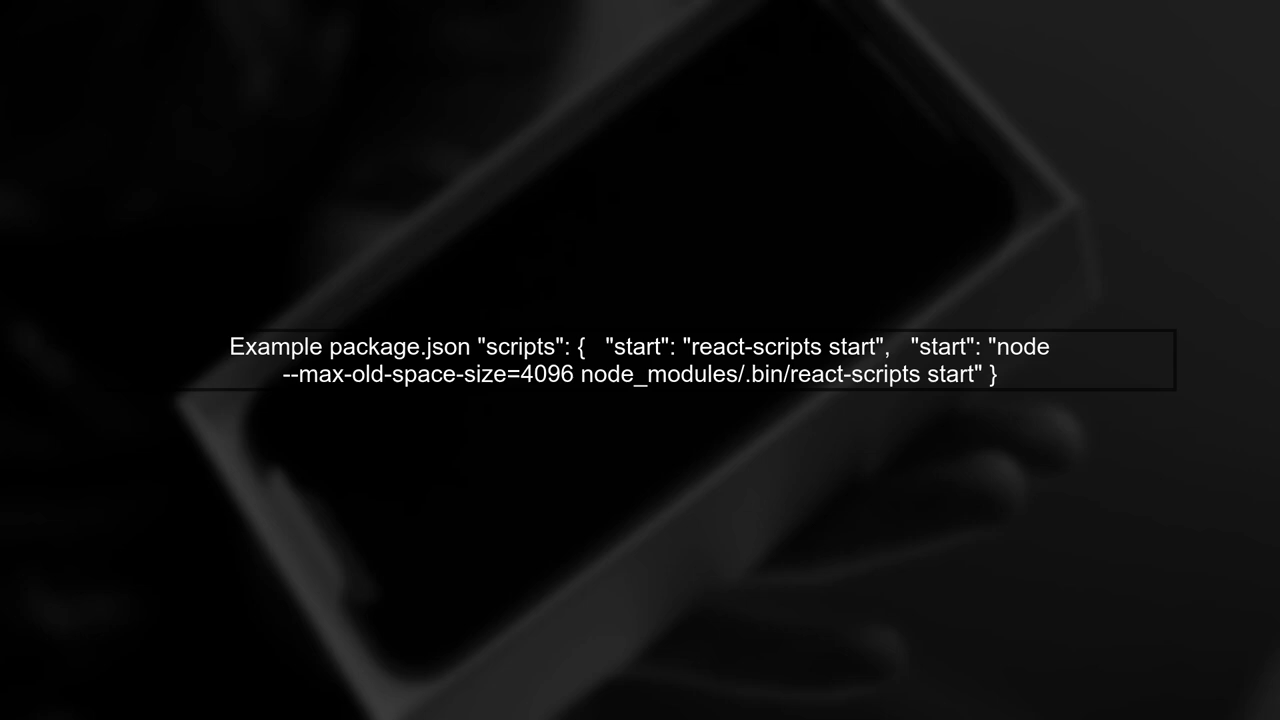 Example package.json "scripts": {   "start": "react-scripts start",   "start": "node
--max-old-space-size=4096 node_modules/.bin/react-scripts start" }